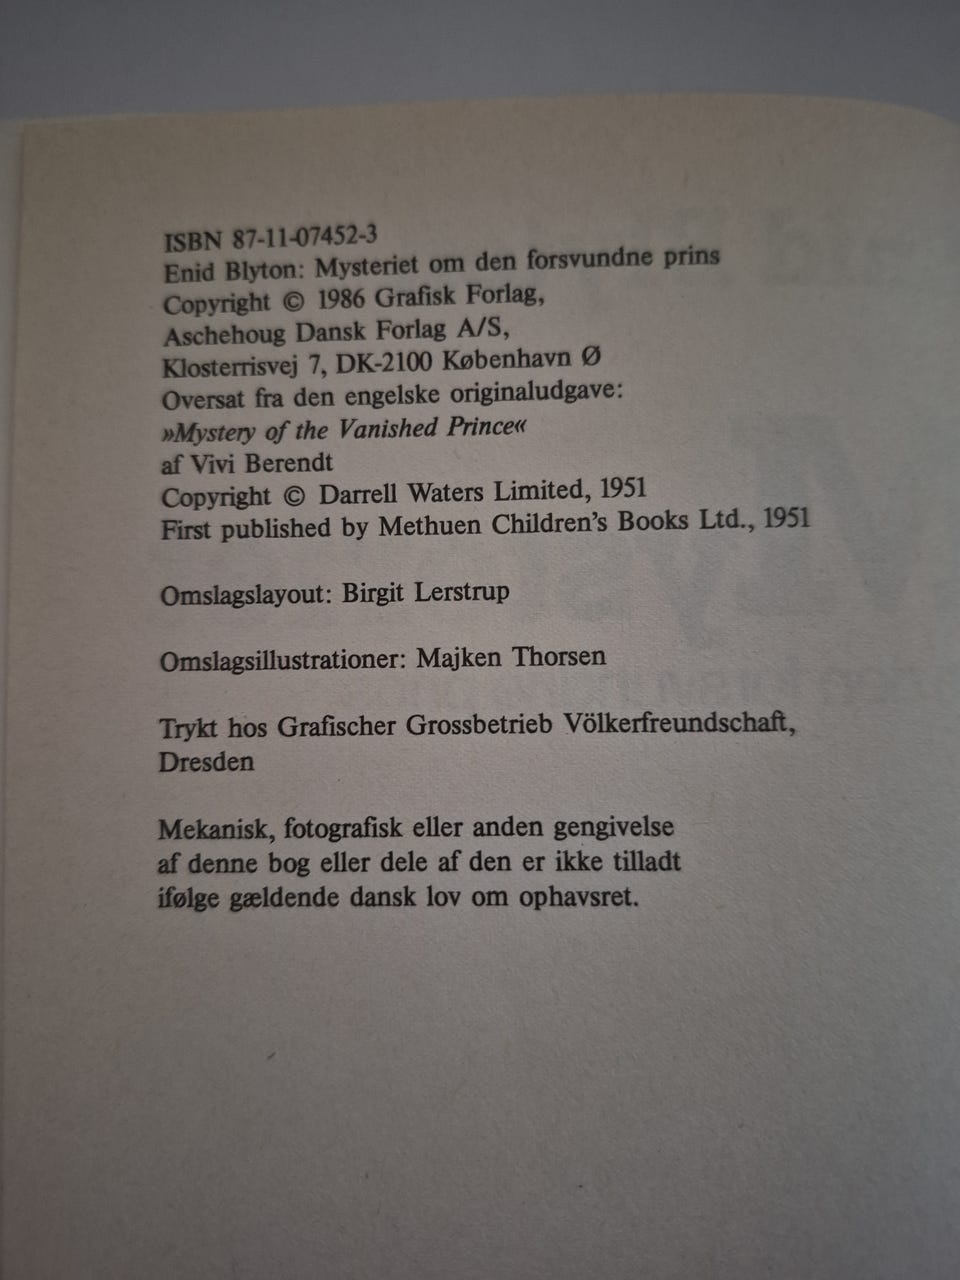 ISBN 87-11-07452-3
Enid Blyton: Mysteriet om den forsvundne prins
Copyright © 1986 Grafisk Forlag,
Aschehoug Dansk Forlag A/S,
Klosterrisvej 7, DK-2100 København Ø
Oversat fra den engelske originaludgave:
»Mystery of the Vanished Prince«
af Vivi Berendt
Copyright © Darrell Waters Limited, 1951
First published by Methuen Children's Books Ltd., 1951
Omslagslayout: Birgit Lerstrup
Omslagsillustrationer: Majken Thorsen
Trykt hos Grafischer Grossbetrieb Völkerfreundschaft,
Dresden
Mekanisk, fotografisk eller anden gengivelse
af denne bog eller dele af den er ikke tilladt
ifølge gældende dansk lov om ophavsret.